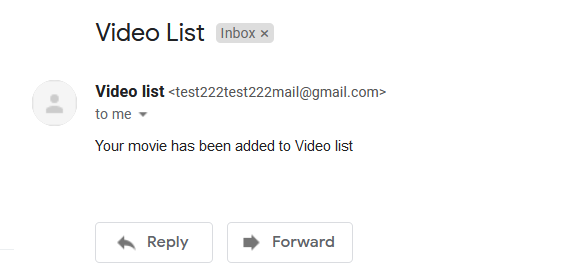 Video List Inbox ×
Video list <test222test222mail@gmail.com>
to me
Your movie has been added to Video list
Reply Forward